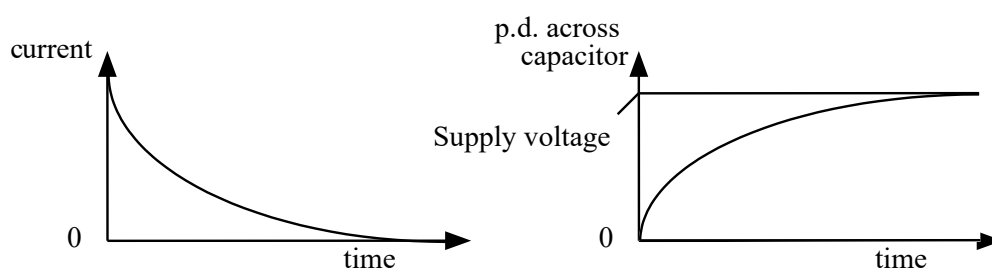 current
0
time
p.d. across
capacitor
Supply voltage
0
time